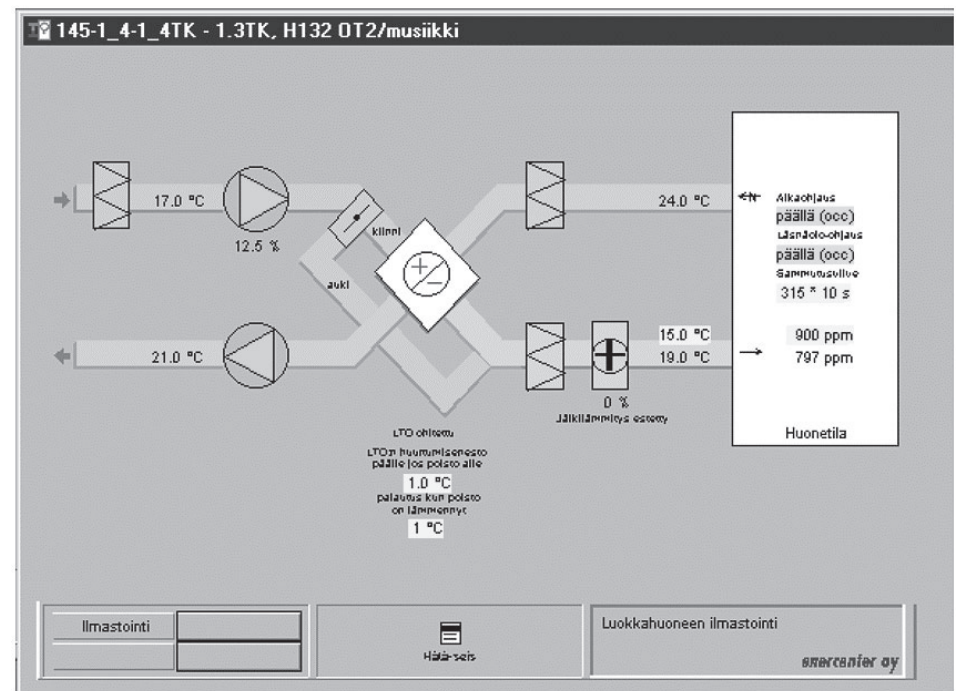 145-1_4-1_4TK - 1.3TK, H132 OT2/musiikki
17.0 °C
12.5 %
kiinni
auki
24.0 °C
Aikaohjaus
päällä (occ)
Läsnäolo-ohjaus
päällä (occ)
Sammutusviive
315 * 10 s
21.0 °C
15.0 °C
19.0 °C
900 ppm
797 ppm
0 %
Jälkilämmitys estetty
Huonetila
LTO ohitettu
LTO:n huurtumisenesto
päälle jos poisto alle
1.0 °C
palautus kun poisto
on lämmennyt
1 °C
Ilmastointi
Hätä-seis
Luokkahuoneen ilmastointi
enercenter oy